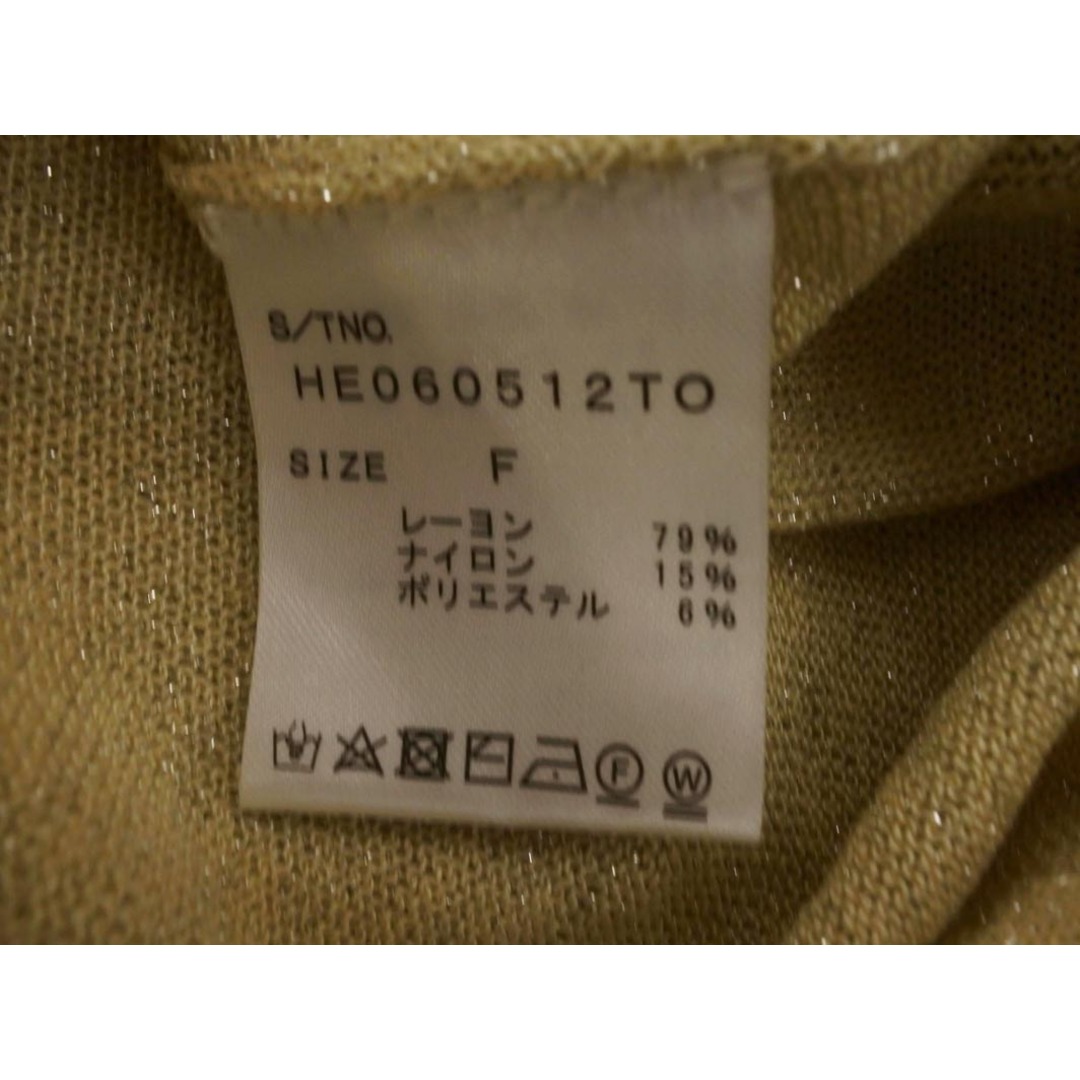 S/TNO.
HE060512TO
SIZE F
レーヨン 79%
ナイロン 15%
ポリエステル 6%
F W